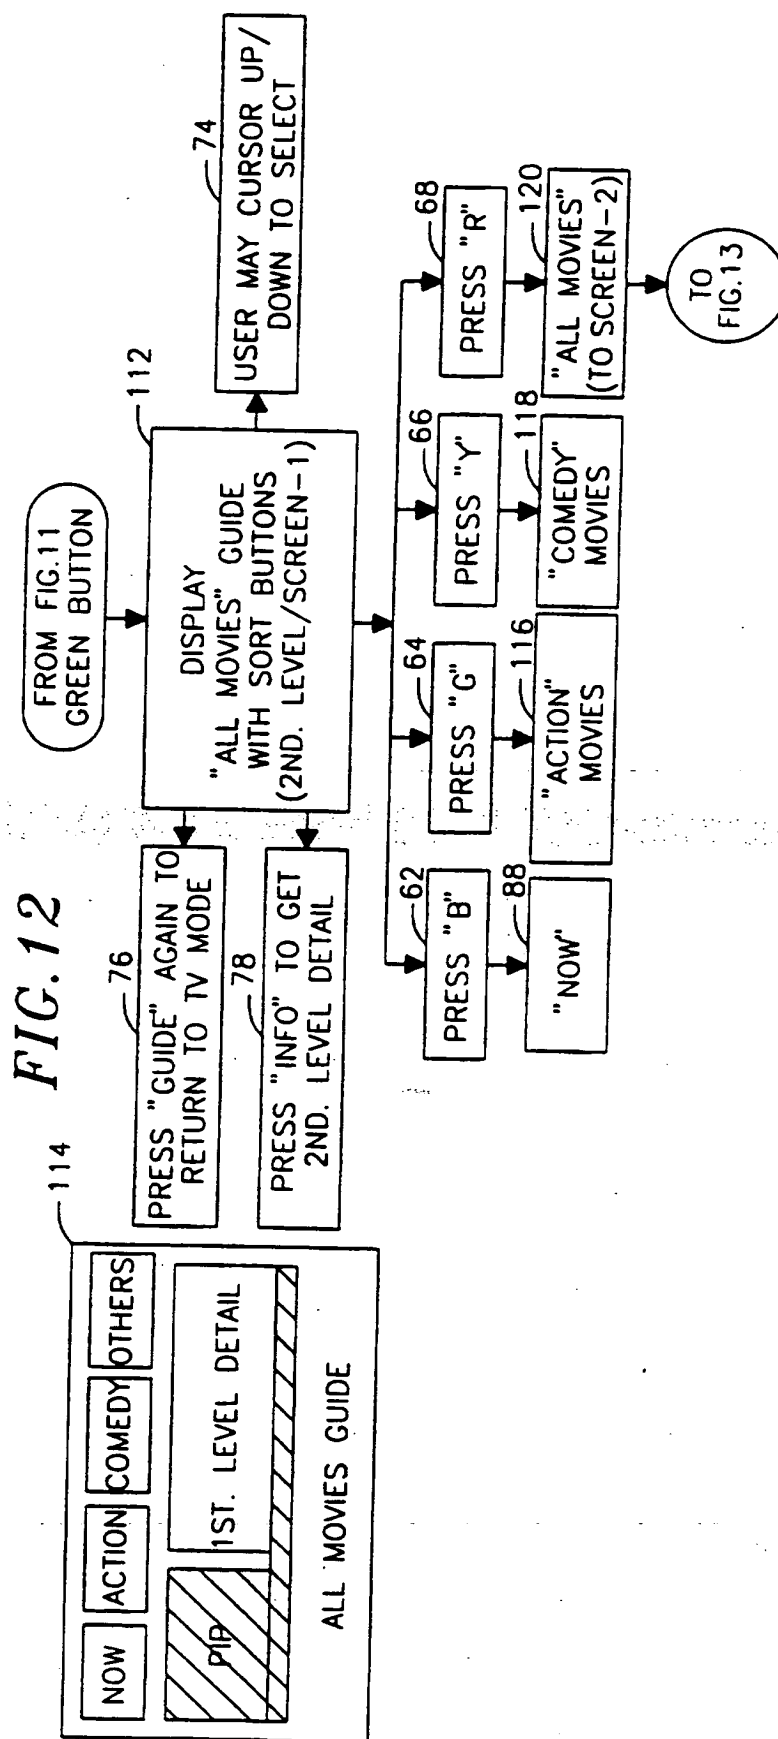 FIG.12
114
NOW
ACTION
COMEDY
OTHERS
PIP
1ST. LEVEL DETAIL
ALL MOVIES GUIDE
FROM FIG.11
GREEN BUTTON
112
DISPLAY
"ALL MOVIES" GUIDE
WITH SORT BUTTONS
(2ND. LEVEL/SCREEN-1)
76
PRESS "GUIDE" AGAIN TO
RETURN TO TV MODE
78
PRESS "INFO" TO GET
2ND. LEVEL DETAIL
74
USER MAY CURSOR UP/
DOWN TO SELECT
62
PRESS "B"
64
PRESS "G"
66
PRESS "Y"
68
PRESS "R"
88
"NOW"
116
"ACTION"
MOVIES
118
"COMEDY"
MOVIES
120
"ALL MOVIES"
(TO SCREEN-2)
TO
FIG.13